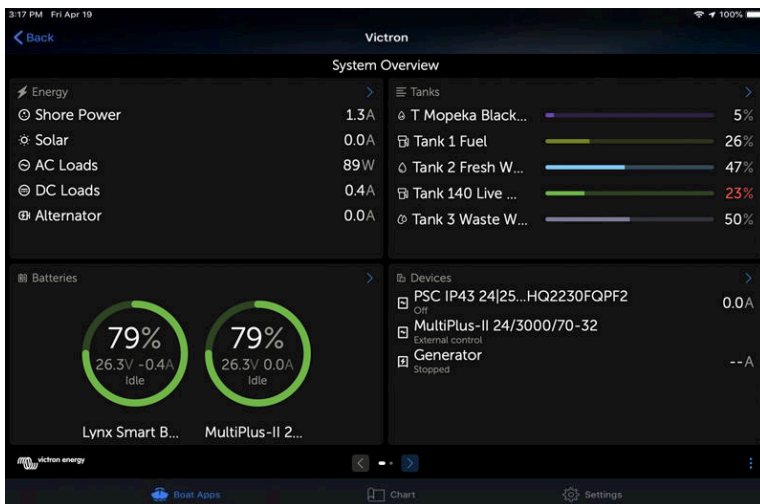 3:17 PM Fri Apr 19
100%
Back
Victron
System Overview
Energy
Shore Power 1.3A
Solar 0.0A
AC Loads 89W
DC Loads 0.4A
Alternator 0.0A
Tanks
T Mopeka Black... 5%
Tank 1 Fuel 26%
Tank 2 Fresh W... 47%
Tank 140 Live ... 23%
Tank 3 Waste W... 50%
Batteries
79%
26.3V -0.4A
Idle
Lynx Smart B...
79%
26.3V 0.0A
Idle
MultiPlus-II 2...
Devices
PSC IP43 24|25...HQ2230FQPF2 0.0A
Off
MultiPlus-II 24/3000/70-32
External control
Generator --A
Stopped
victron energy
Boat Apps
Chart
Settings